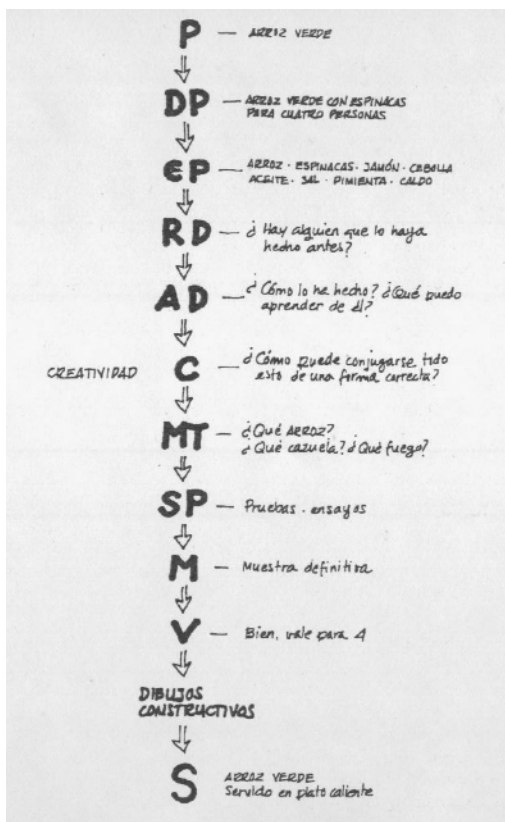 P — ARROZ VERDE
DP — ARROZ VERDE CON ESPINACAS
PARA CUATRO PERSONAS
EP — ARROZ · ESPINACAS · JAMÓN · CEBOLLA
ACEITE · SAL · PIMIENTA · CALDO
RD — ¿Hay alguien que lo haya
hecho antes?
AD — ¿Cómo lo ha hecho? ¿Qué puedo
aprender de él?
CREATIVIDAD C — ¿Cómo puede conjugarse todo
esto de una forma correcta?
MT — ¿Qué ARROZ?
¿Qué cazuela? ¿Qué fuego?
SP — Pruebas · ensayos
M — Muestra definitiva
V — Bien, vale para 4
DIBUJOS
CONSTRUCTIVOS
S ARROZ VERDE
Servido en plato caliente